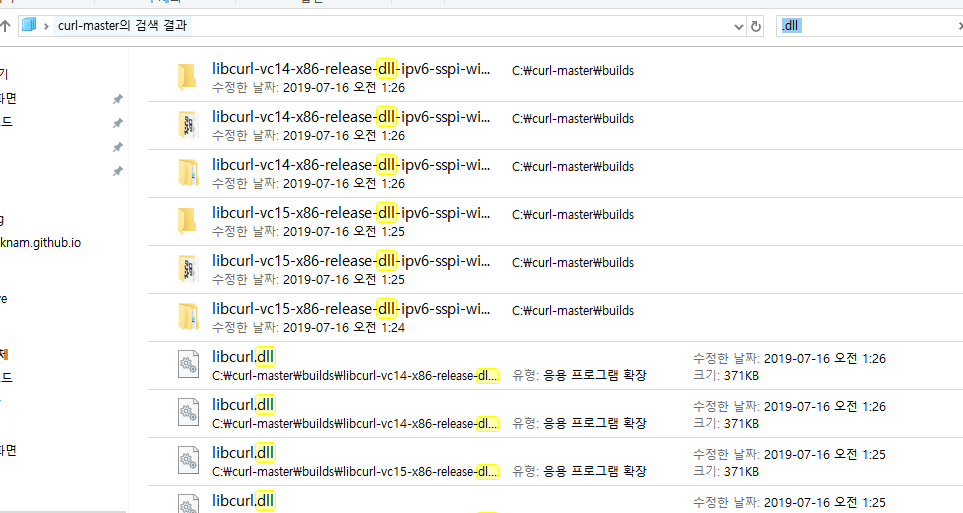 curl-master의 검색 결과
.dll
기
화면
드
g
knam.github.io
ve
체
드
화면
libcurl-vc14-x86-release-dll-ipv6-sspi-wi... C:₩curl-master₩builds
수정한 날짜: 2019-07-16 오전 1:26
libcurl-vc14-x86-release-dll-ipv6-sspi-wi... C:₩curl-master₩builds
수정한 날짜: 2019-07-16 오전 1:26
libcurl-vc14-x86-release-dll-ipv6-sspi-wi... C:₩curl-master₩builds
수정한 날짜: 2019-07-16 오전 1:26
libcurl-vc15-x86-release-dll-ipv6-sspi-wi... C:₩curl-master₩builds
수정한 날짜: 2019-07-16 오전 1:25
libcurl-vc15-x86-release-dll-ipv6-sspi-wi... C:₩curl-master₩builds
수정한 날짜: 2019-07-16 오전 1:25
libcurl-vc15-x86-release-dll-ipv6-sspi-wi... C:₩curl-master₩builds
수정한 날짜: 2019-07-16 오전 1:24
libcurl.dll 수정한 날짜: 2019-07-16 오전 1:26
C:₩curl-master₩builds₩libcurl-vc14-x86-release-dl... 유형: 응용 프로그램 확장 크기: 371KB
libcurl.dll 수정한 날짜: 2019-07-16 오전 1:26
C:₩curl-master₩builds₩libcurl-vc14-x86-release-dl... 유형: 응용 프로그램 확장 크기: 371KB
libcurl.dll 수정한 날짜: 2019-07-16 오전 1:25
C:₩curl-master₩builds₩libcurl-vc15-x86-release-dl... 유형: 응용 프로그램 확장 크기: 371KB
libcurl.dll 수정한 날짜: 2019-07-16 오전 1:25